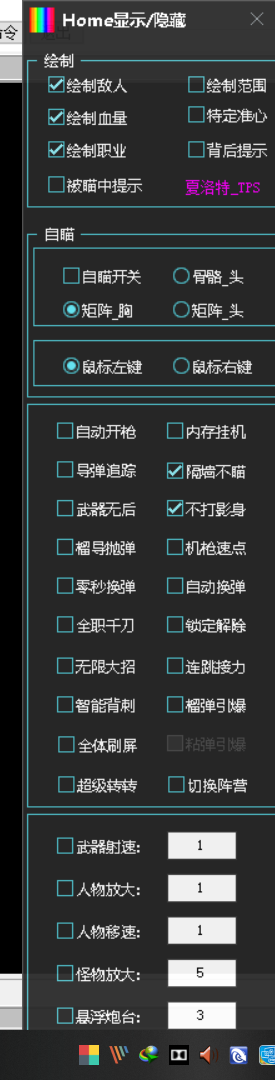 Home显示/隐藏
命令
绘制
绘制敌人 绘制范围
绘制血量 特定准心
绘制职业 背后提示
被瞄中提示 夏洛特_TPS
自瞄
自瞄开关 骨骼_头
矩阵_胸 矩阵_头
鼠标左键 鼠标右键
自动开枪 内存挂机
导弹追踪 隔墙不瞄
武器无后 不打影身
榴导抛弹 机枪速点
零秒换弹 自动换弹
全职千刀 锁定解除
无限大招 连跳接力
智能背刺 榴弹引爆
全体刷屏 粘弹引爆
超级转转 切换阵营
武器射速: 1
人物放大: 1
人物移速: 1
怪物放大: 5
悬浮炮台: 3